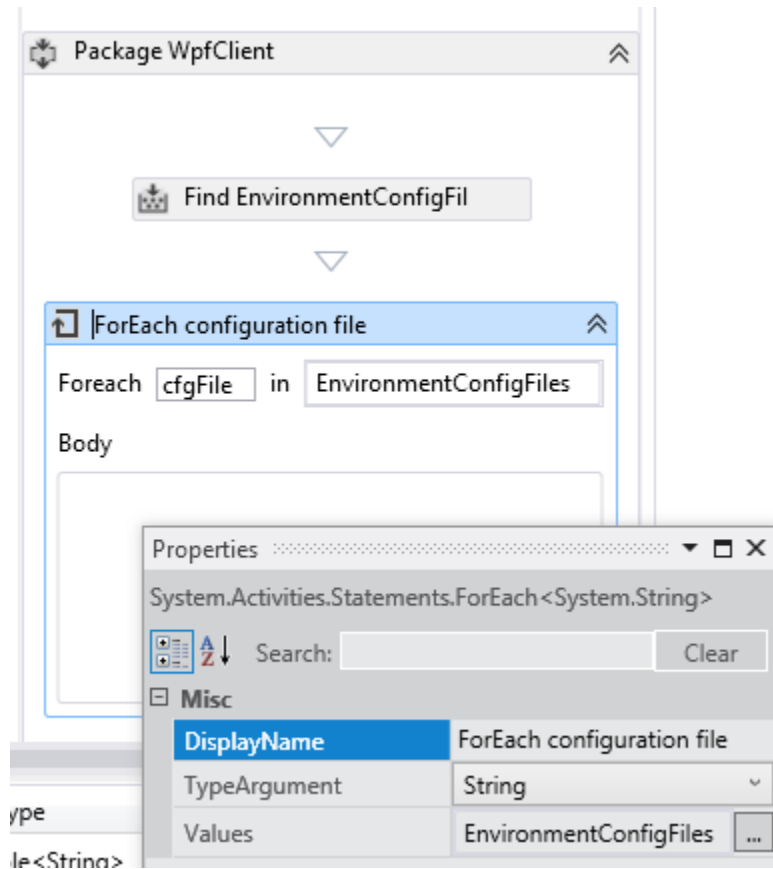 Package WpfClient
Find EnvironmentConfigFil
ForEach configuration file
Foreach cfgFile in EnvironmentConfigFiles
Body
Properties
System.Activities.Statements.ForEach<System.String>
A
Z
Search: Clear
Misc
DisplayName ForEach configuration file
TypeArgument String
Values EnvironmentConfigFiles ...
ype
le<String>